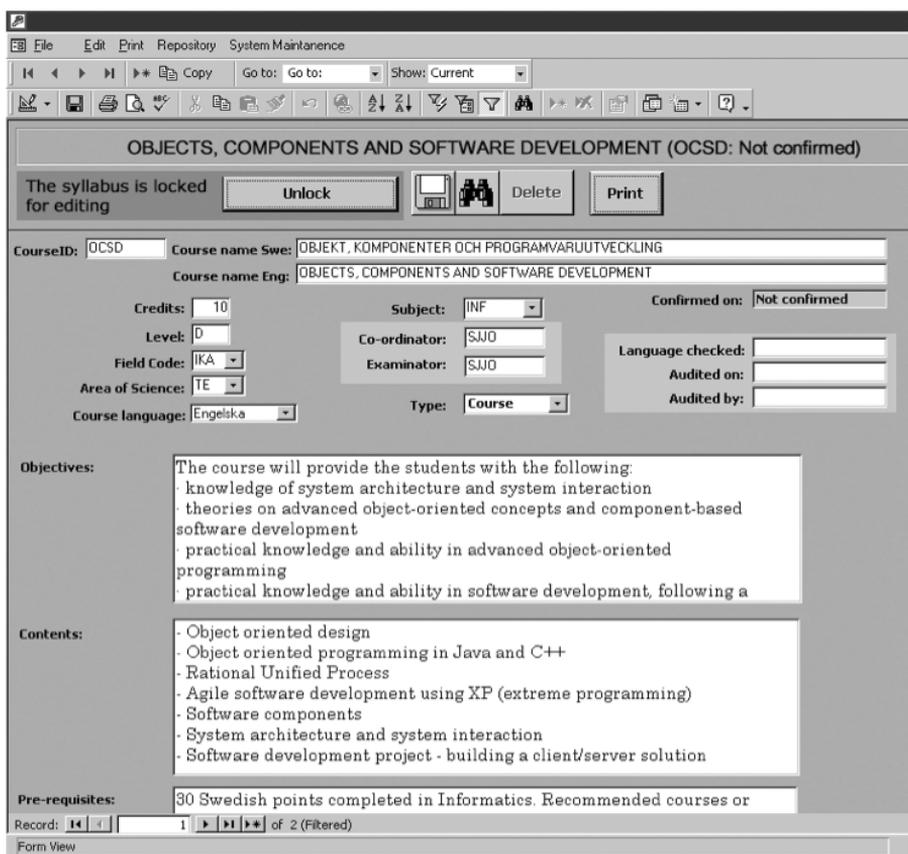 File Edit Print Repository System Maintanence
Copy Go to: Go to: Show: Current
OBJECTS, COMPONENTS AND SOFTWARE DEVELOPMENT (OCSD: Not confirmed)
The syllabus is locked
for editing
Unlock
Delete
Print
CourseID: OCSD Course name Swe: OBJEKT, KOMPONENTER OCH PROGRAMVARUUTVECKLING
Course name Eng: OBJECTS, COMPONENTS AND SOFTWARE DEVELOPMENT
Credits: 10 Subject: INF Confirmed on: Not confirmed
Level: D Co-ordinator: SJJO
Field Code: IKA Examinator: SJJO Language checked:
Area of Science: TE Audited on:
Course language: Engelska Type: Course Audited by:
Objectives: The course will provide the students with the following:
· knowledge of system architecture and system interaction
· theories on advanced object-oriented concepts and component-based
software development
· practical knowledge and ability in advanced object-oriented
programming
· practical knowledge and ability in software development, following a
Contents: - Object oriented design
- Object oriented programming in Java and C++
- Rational Unified Process
- Agile software development using XP (extreme programming)
- Software components
- System architecture and system interaction
- Software development project - building a client/server solution
Pre-requisites: 30 Swedish points completed in Informatics. Recommended courses or
Record: 1 of 2 (Filtered)
Form View